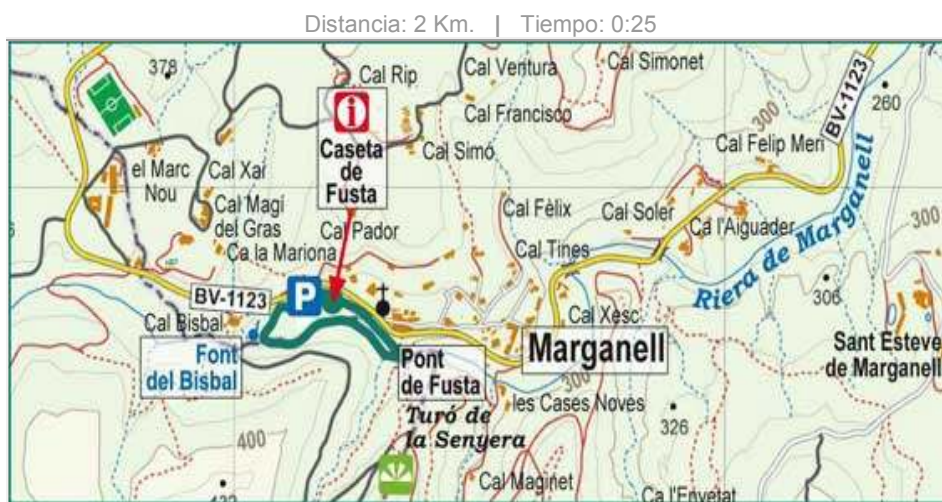 Distancia: 2 Km. | Tiempo: 0:25
378
Cal Rip
Cal Ventura
Cal Simonet
BV-1123
260
i
Cal Francisco
300
Caseta
de
Fusta
Cal Simó
Cal Felip Meri
el Marc
Nou
Cal Xai
Cal Magí
del Gras
Cal Pador
Cal Fèlix
Cal Soler
Ca l'Aiguader
300
Ca la Mariona
Cal Tines
Riera de Marganell
BV-1123
P
306
Cal Bisbal
Cal Xesc
Marganell
Sant Esteve
de Marganell
Font
del Bisbal
Pont
de Fusta
300
les Cases Noves
Turó de
la Senyera
326
400
Cal Maginet
Ca l'Envetat